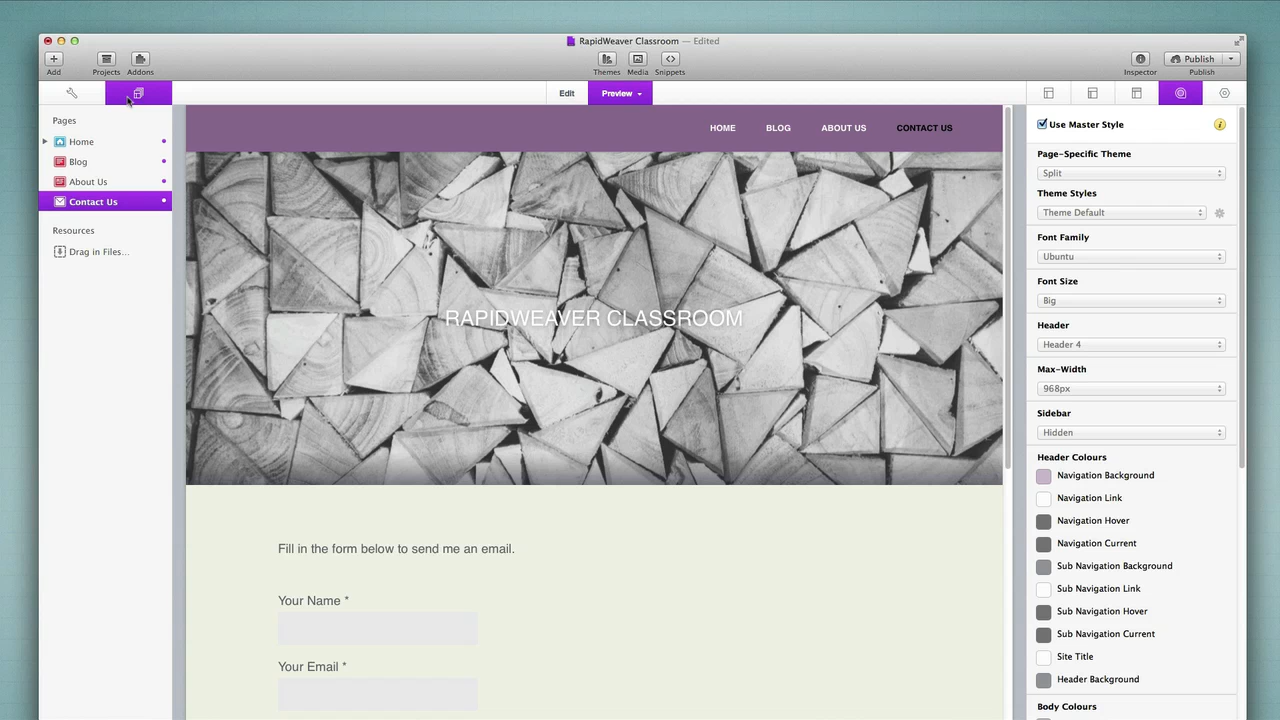 RapidWeaver Classroom — Edited
Add
Projects
Addons
Themes
Media
Snippets
Inspector
Publish
Publish
Edit
Preview
Pages
Home
Blog
About Us
Contact Us
Resources
Drag in Files...
HOME
BLOG
ABOUT US
CONTACT US
RAPIDWEAVER CLASSROOM
Fill in the form below to send me an email.
Your Name *
Your Email *
Use Master Style
Page-Specific Theme
Split
Theme Styles
Theme Default
Font Family
Ubuntu
Font Size
Big
Header
Header 4
Max-Width
968px
Sidebar
Hidden
Header Colours
Navigation Background
Navigation Link
Navigation Hover
Navigation Current
Sub Navigation Background
Sub Navigation Link
Sub Navigation Hover
Sub Navigation Current
Site Title
Header Background
Body Colours